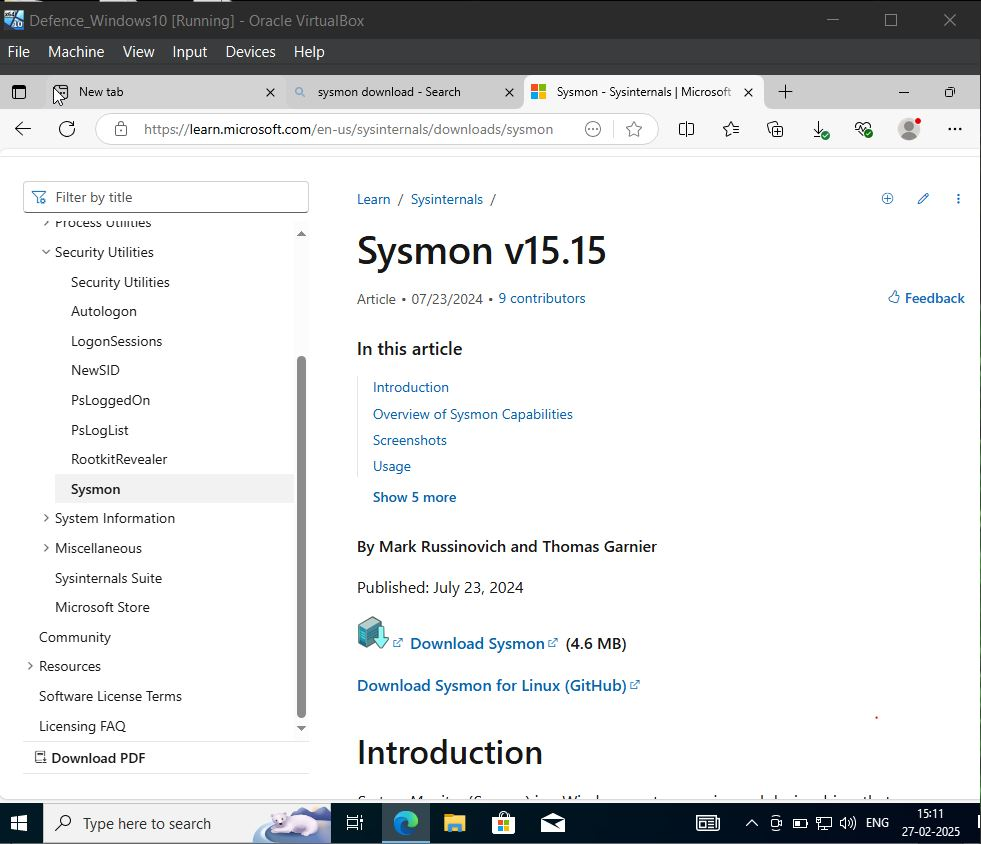 Defence_Windows10 [Running] - Oracle VirtualBox
File Machine View Input Devices Help
New tab
sysmon download - Search
Sysmon - Sysinternals | Microsoft
https://learn.microsoft.com/en-us/sysinternals/downloads/sysmon
Filter by title
Process Utilities
Security Utilities
Security Utilities
Autologon
LogonSessions
NewSID
PsLoggedOn
PsLogList
RootkitRevealer
Sysmon
System Information
Miscellaneous
Sysinternals Suite
Microsoft Store
Community
Resources
Software License Terms
Licensing FAQ
Download PDF
Learn / Sysinternals /
Sysmon v15.15
Article • 07/23/2024 • 9 contributors
Feedback
In this article
Introduction
Overview of Sysmon Capabilities
Screenshots
Usage
Show 5 more
By Mark Russinovich and Thomas Garnier
Published: July 23, 2024
Download Sysmon (4.6 MB)
Download Sysmon for Linux (GitHub)
Introduction
Type here to search
ENG
15:11
27-02-2025